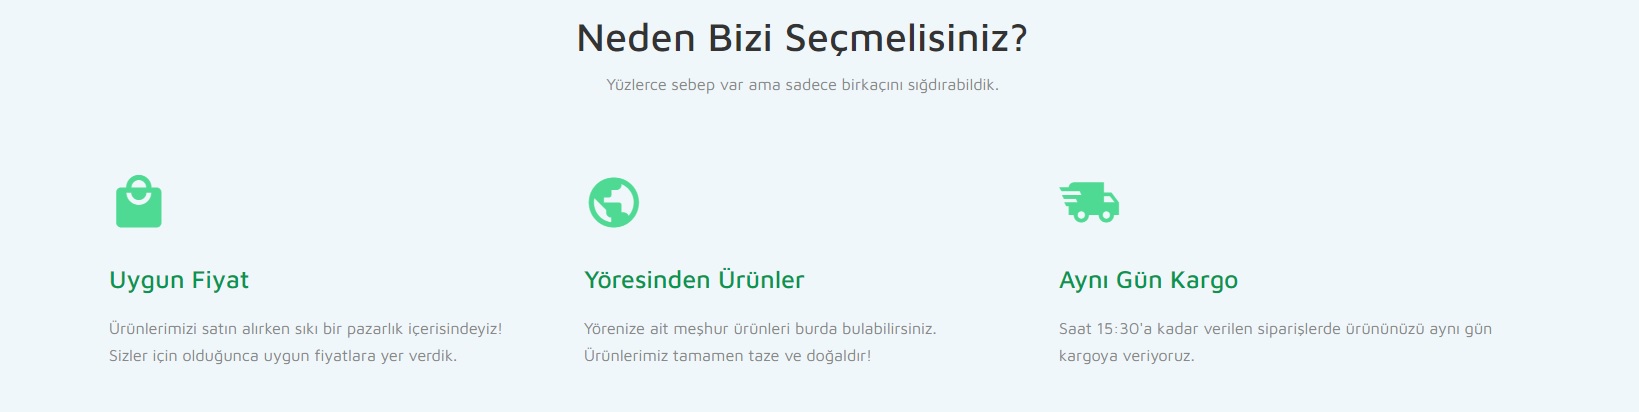 Neden Bizi Seçmelisiniz?
Yüzlerce sebep var ama sadece birkaçını sığdırabildik.
Uygun Fiyat
Ürünlerimizi satın alırken sıkı bir pazarlık içerisindeyiz!
Sizler için olduğunca uygun fiyatlara yer verdik.
Yöresinden Ürünler
Yörenize ait meşhur ürünleri burda bulabilirsiniz.
Ürünlerimiz tamamen taze ve doğaldır!
Aynı Gün Kargo
Saat 15:30'a kadar verilen siparişlerde ürününüzü aynı gün
kargoya veriyoruz.